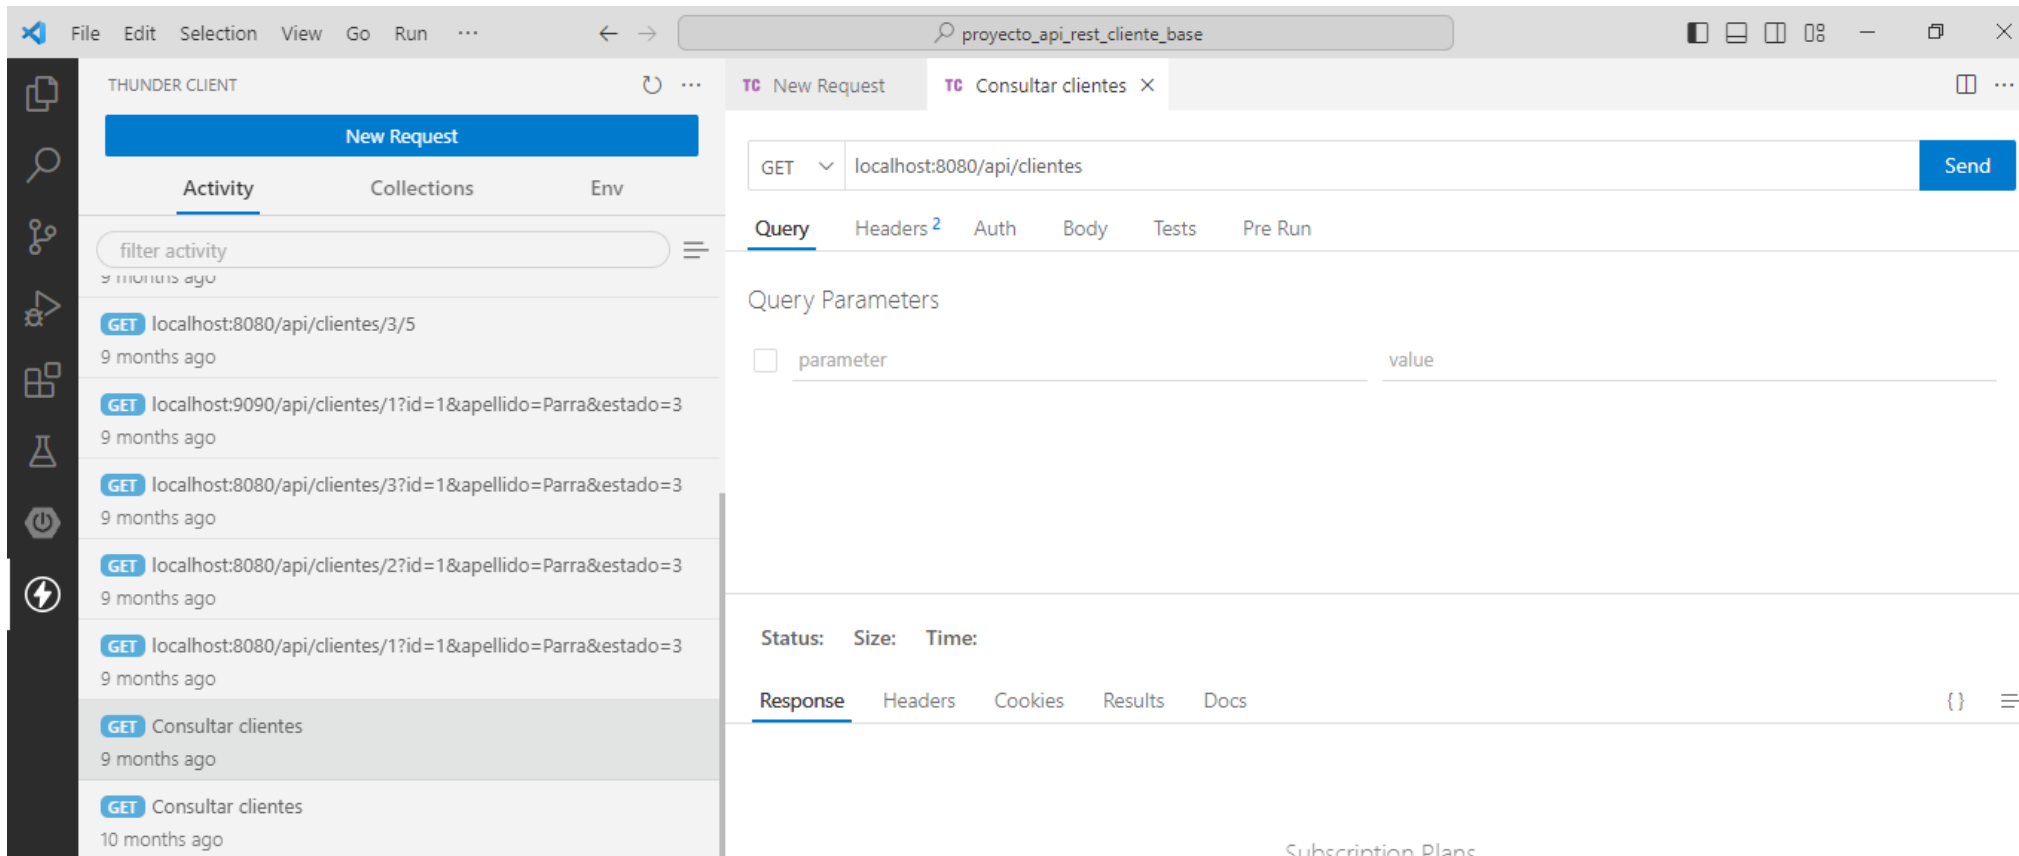 File Edit Selection View Go Run ···
proyecto_api_rest_cliente_base
THUNDER CLIENT
New Request
Activity Collections Env
filter activity
9 months ago
GET localhost:8080/api/clientes/3/5
9 months ago
GET localhost:9090/api/clientes/1?id=1&apellido=Parra&estado=3
9 months ago
GET localhost:8080/api/clientes/3?id=1&apellido=Parra&estado=3
9 months ago
GET localhost:8080/api/clientes/2?id=1&apellido=Parra&estado=3
9 months ago
GET localhost:8080/api/clientes/1?id=1&apellido=Parra&estado=3
9 months ago
GET Consultar clientes
9 months ago
GET Consultar clientes
10 months ago
TC New Request TC Consultar clientes
GET localhost:8080/api/clientes Send
Query Headers 2 Auth Body Tests Pre Run
Query Parameters
parameter value
Status: Size: Time:
Response Headers Cookies Results Docs {}
Subscription Plans